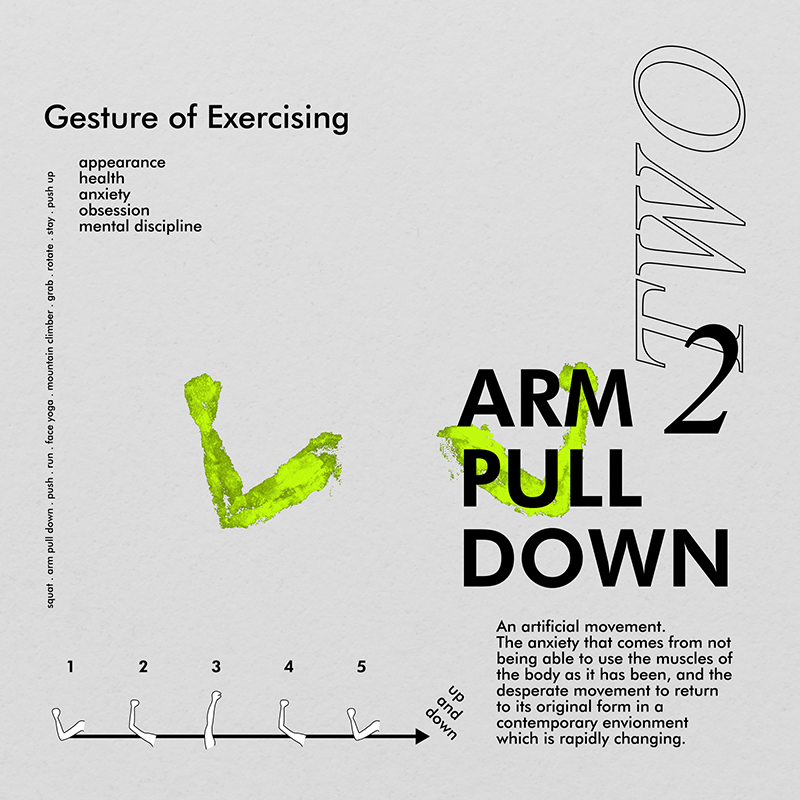 Gesture of Exercising
appearance
health
anxiety
obsession
mental discipline
squat . arm pull down . push . run . face yoga . mountain climber . grab . rotate . stay . push up
TWO
2
ARM
PULL
DOWN
An artificial movement.
The anxiety that comes from not
being able to use the muscles of
the body as it has been, and the
desperate movement to return
to its original form in a
contemporary envionment
which is rapidly changing.
1 2 3 4 5
up
and
down